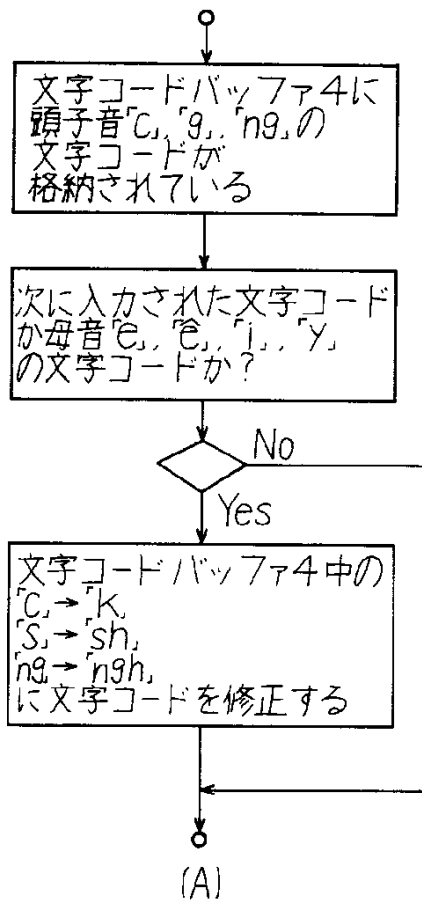 文字コードバッファ4に
頭子音「c」,「g」,「ng」の
文字コードが
格納されている
次に入力された文字コード
か母音「e」,「ê」,「i」,「y」
の文字コードか?
No
Yes
文字コードバッファ4中の
「c」→「k」
「s」→「sh」
「ng」→「ngh」
に文字コードを修正する
(A)